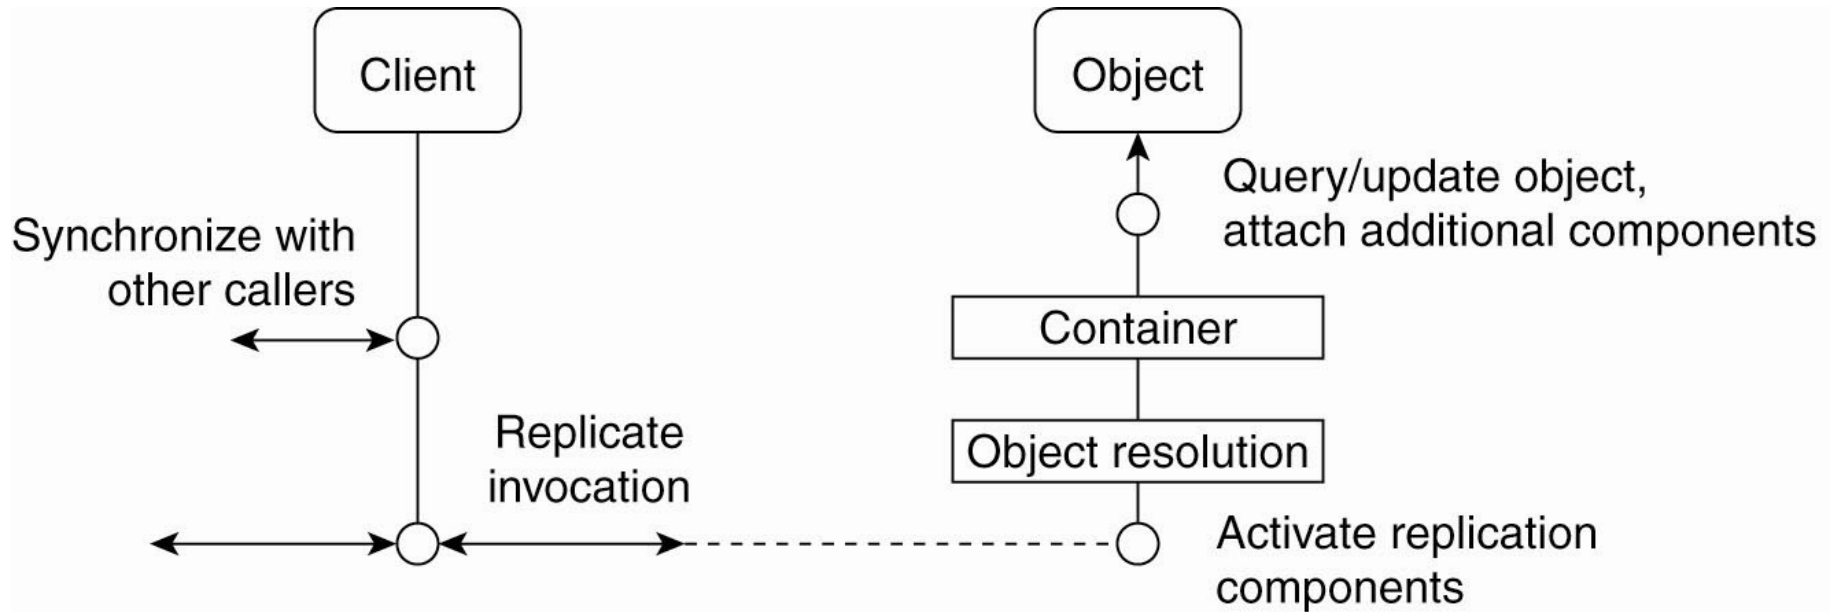 Client
Object
Query/update object,
attach additional components
Synchronize with
other callers
Container
Replicate
invocation
Object resolution
Activate replication
components